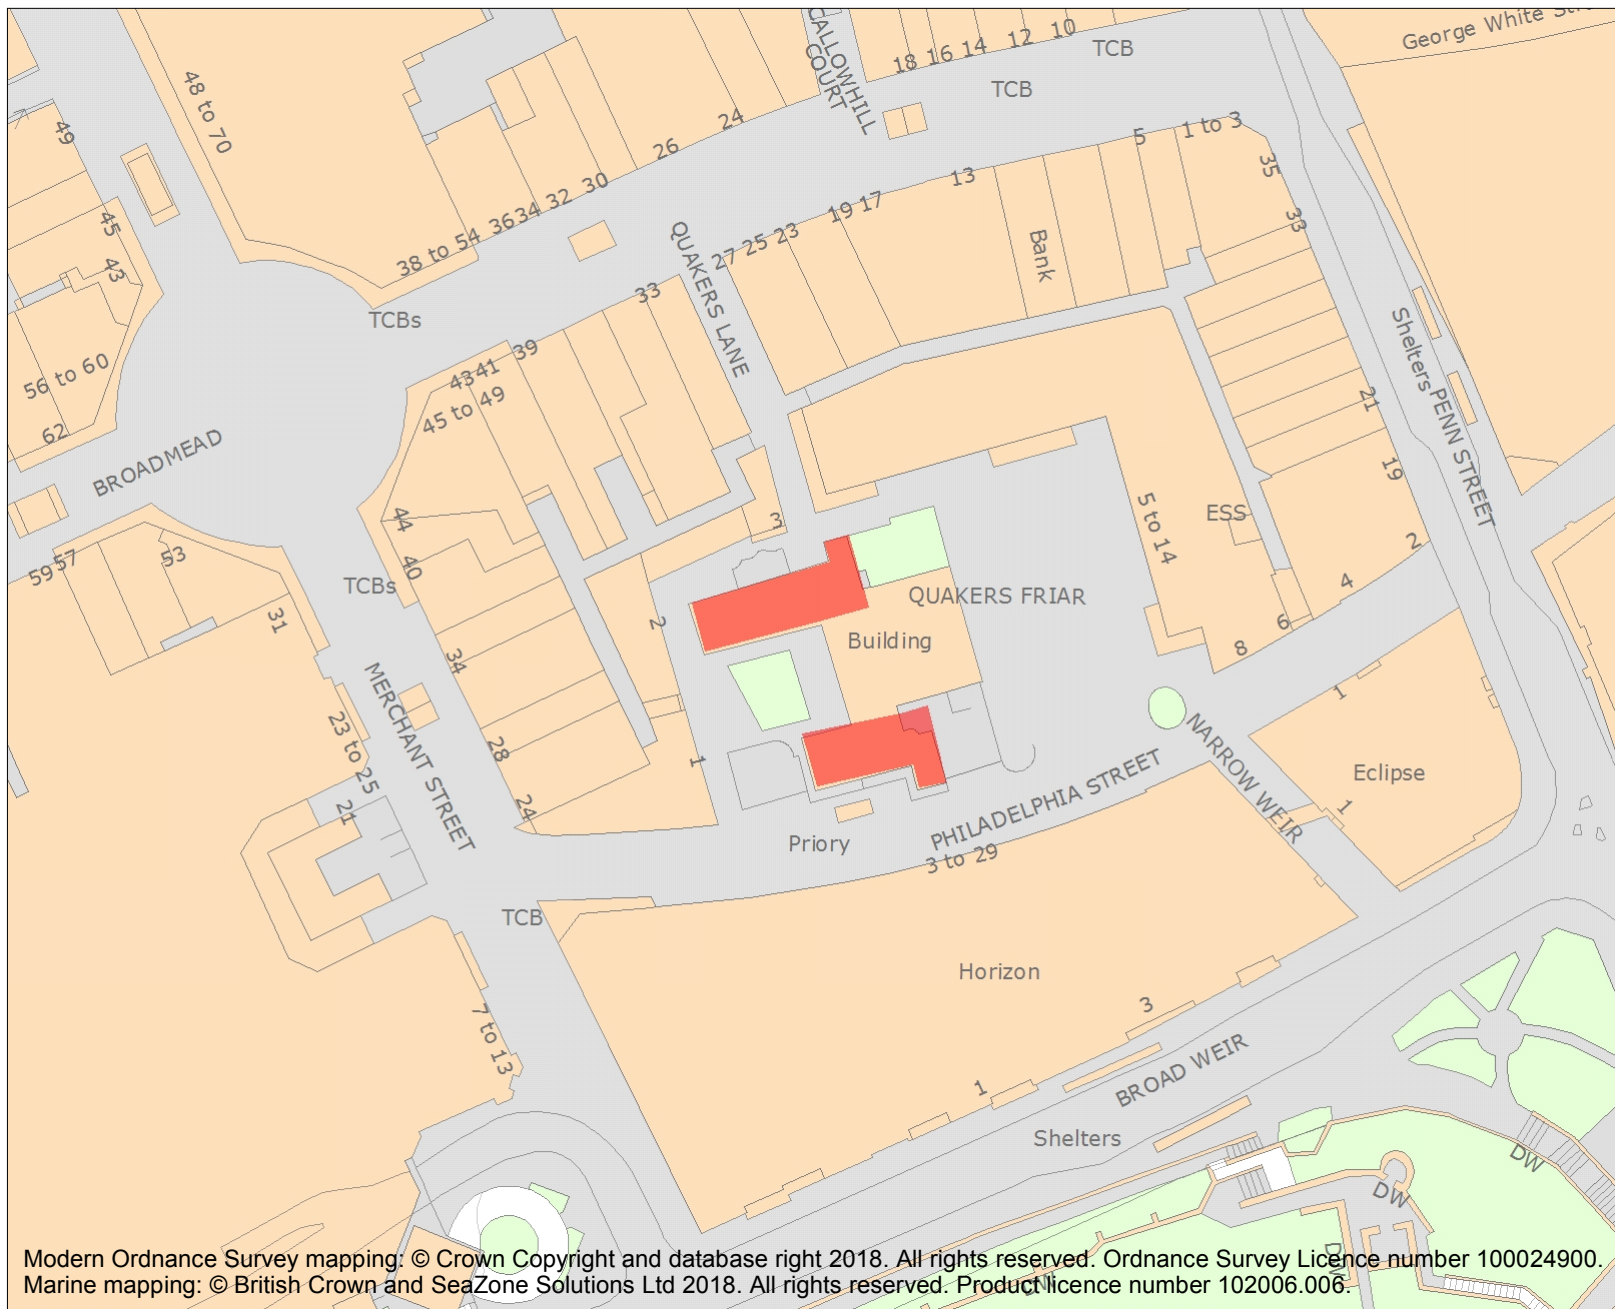 CALLOWHILL
COURT
18 16 14 12 10
TCB
George White
TCB
48 to 70
49
24
26
5
1 to 3
30
32
34
36
38 to 54
35
13
19 17
45
43
QUAKERS LANE
27 25 23
Bank
33
33
TCBs
39
41
43
45 to 49
56 to 60
62
Shelters
PENN STREET
21
19
BROADMEAD
44
40
3
5 to 14
ESS
2
53
57
59
TCBs
QUAKERS FRIAR
4
6
8
31
2
Building
34
MERCHANT STREET
23 to 25
28
1
1
NARROW WEIR
Eclipse
1
21
24
PHILADELPHIA STREET
Priory
3 to 29
TCB
Horizon
3
7 to 13
1
BROAD WEIR
Shelters
DW
DW
Modern Ordnance Survey mapping: © Crown Copyright and database right 2018. All rights reserved. Ordnance Survey Licence number 100024900.
Marine mapping: © British Crown and SeaZone Solutions Ltd 2018. All rights reserved. Product licence number 102006.006.